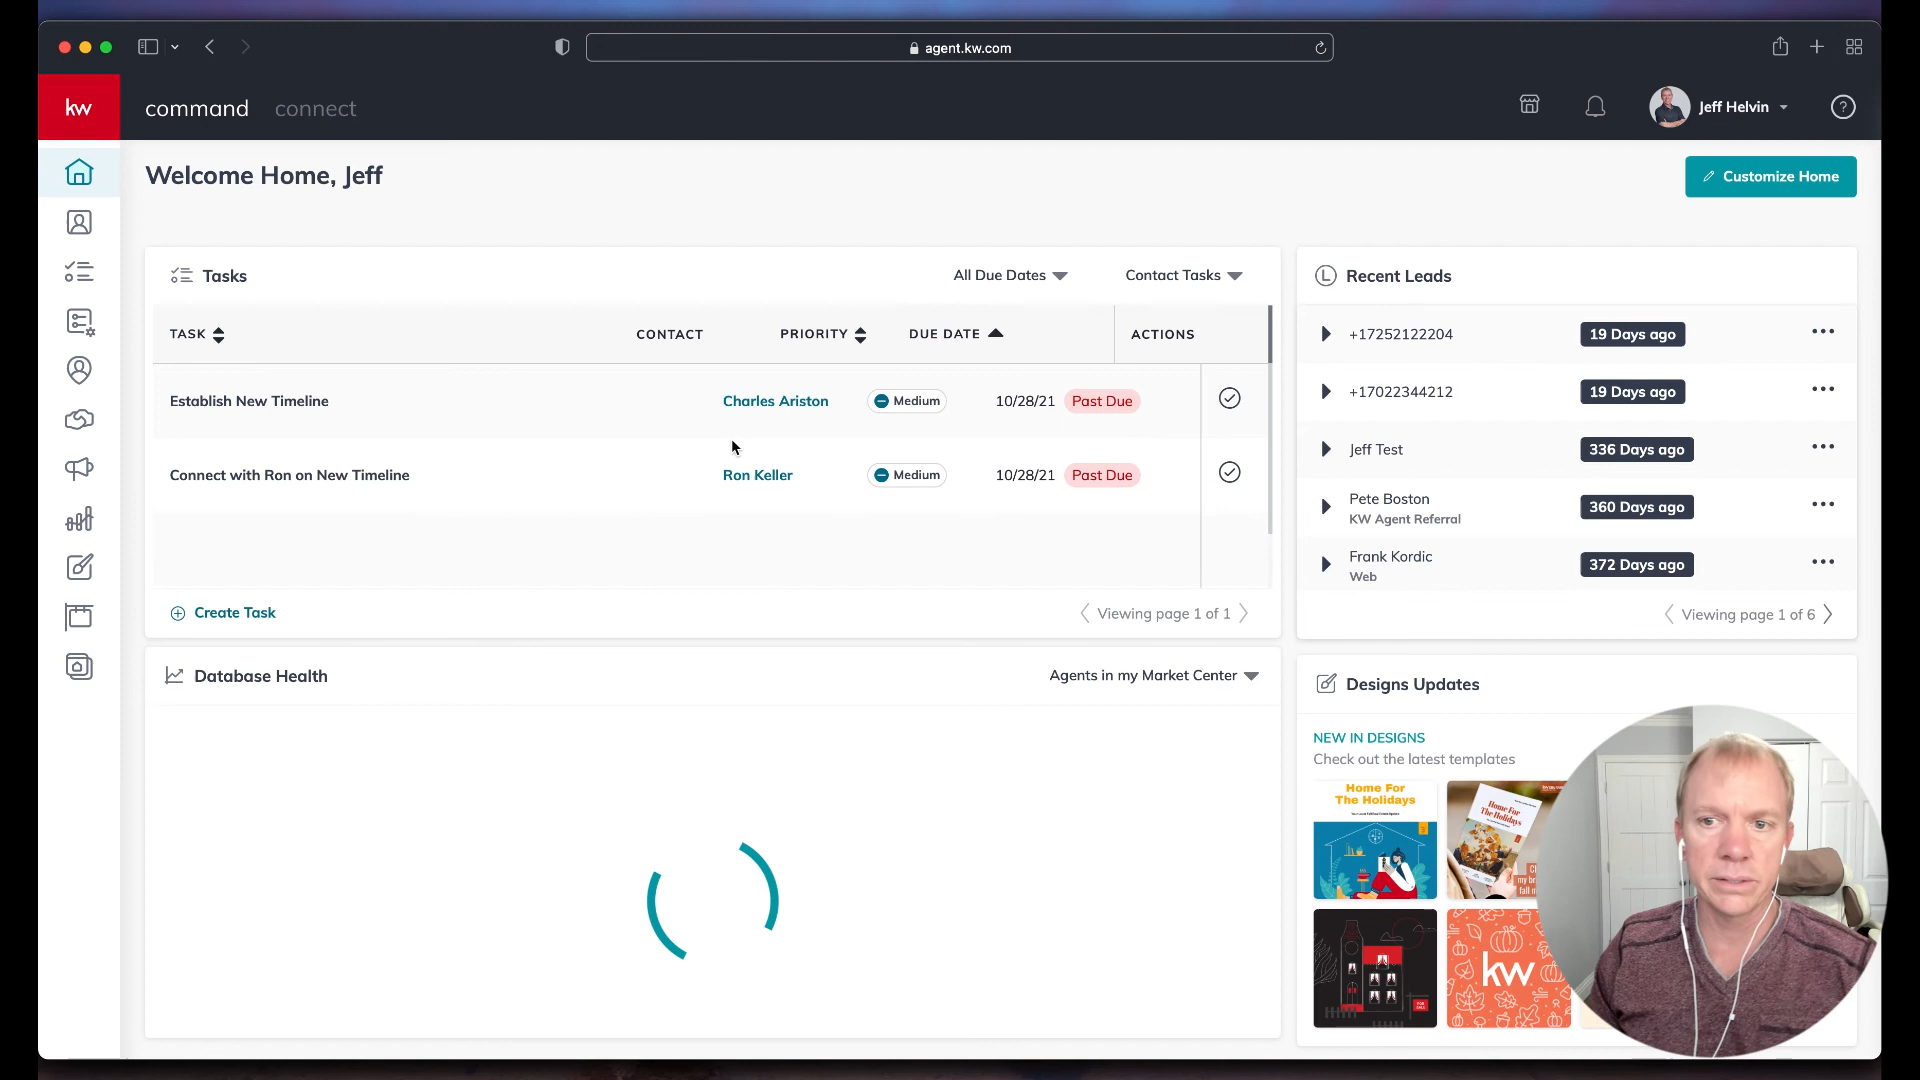 agent.kw.com
kw
command
connect
Jeff Helvin
?
Welcome Home, Jeff
Customize Home
Tasks
All Due Dates
Contact Tasks
TASK
CONTACT
PRIORITY
DUE DATE
ACTIONS
Establish New Timeline
Charles Ariston
Medium
10/28/21
Past Due
Connect with Ron on New Timeline
Ron Keller
Medium
10/28/21
Past Due
Create Task
Viewing page 1 of 1
Recent Leads
+17252122204
19 Days ago
+17022344212
19 Days ago
Jeff Test
336 Days ago
Pete Boston
KW Agent Referral
360 Days ago
Frank Kordic
Web
372 Days ago
Viewing page 1 of 6
Database Health
Agents in my Market Center
Designs Updates
NEW IN DESIGNS
Check out the latest templates
Home For
The Holidays
Home For
The Holidays
kw